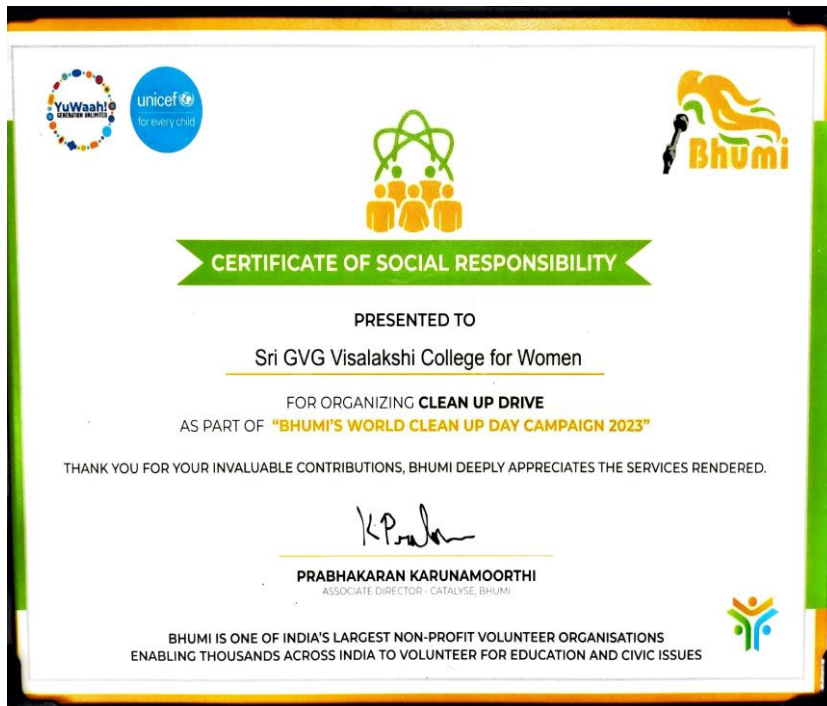 YuWaah!
GENERATION UNLIMITED
unicef
for every child
Bhumi
CERTIFICATE OF SOCIAL RESPONSIBILITY
PRESENTED TO
Sri GVG Visalakshi College for Women
FOR ORGANIZING CLEAN UP DRIVE
AS PART OF "BHUMI'S WORLD CLEAN UP DAY CAMPAIGN 2023"
THANK YOU FOR YOUR INVALUABLE CONTRIBUTIONS, BHUMI DEEPLY APPRECIATES THE SERVICES RENDERED.
K.Prabh
PRABHAKARAN KARUNAMOORTHI
ASSOCIATE DIRECTOR - CATALYSE, BHUMI
BHUMI IS ONE OF INDIA'S LARGEST NON-PROFIT VOLUNTEER ORGANISATIONS
ENABLING THOUSANDS ACROSS INDIA TO VOLUNTEER FOR EDUCATION AND CIVIC ISSUES